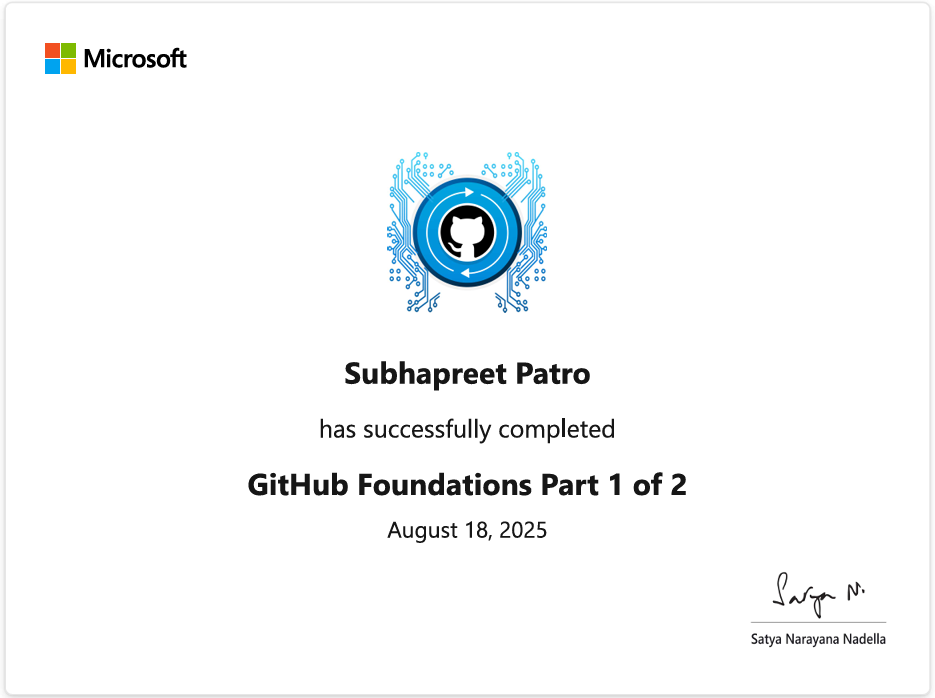 Microsoft
Subhapreet Patro
has successfully completed
GitHub Foundations Part 1 of 2
August 18, 2025
Satya N.
Satya Narayana Nadella